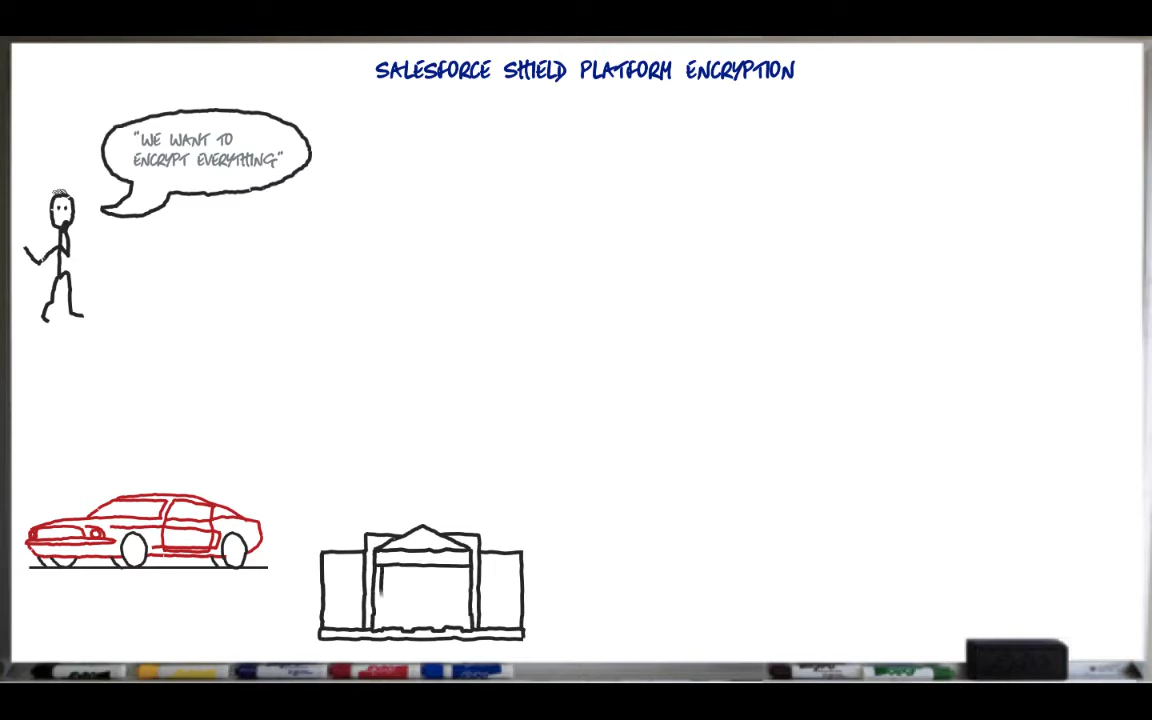 SALESFORCE SHIELD PLATFORM ENCRYPTION
"WE WANT TO
ENCRYPT EVERYTHING"